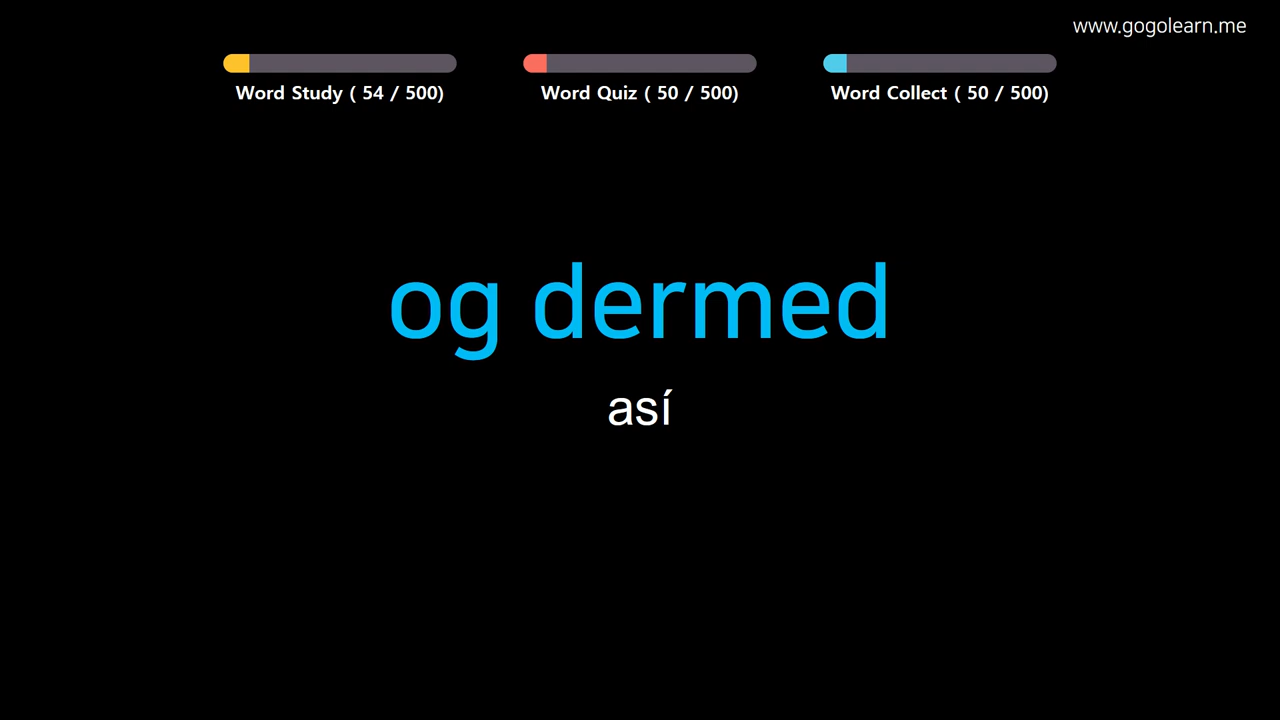 www.gogolearn.me
Word Study ( 54 / 500)
Word Quiz ( 50 / 500)
Word Collect ( 50 / 500)
og dermed
así